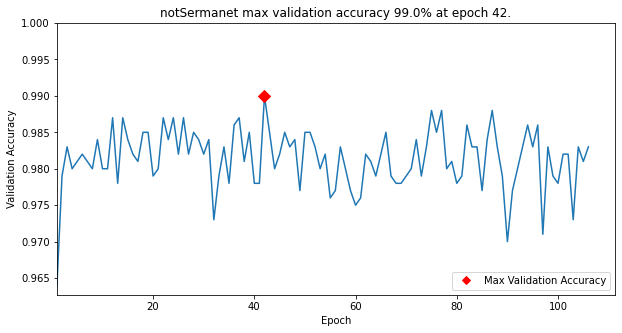 notSermanet max validation accuracy 99.0% at epoch 42.
1.000
0.995
0.990
0.985
0.980
0.975
0.970
0.965
Validation Accuracy
Max Validation Accuracy
20 40 60 80 100
Epoch